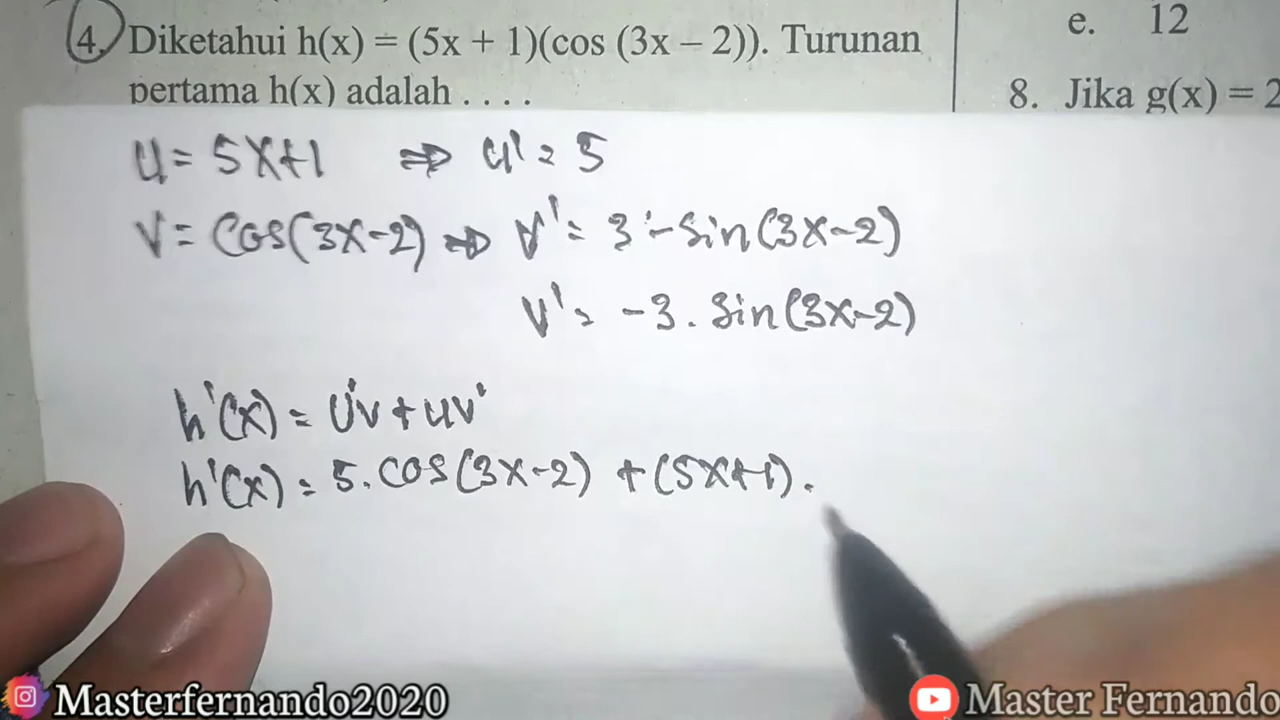 4. Diketahui h(x) = (5x + 1)(cos (3x – 2)). Turunan
pertama h(x) adalah . . . .
e. 12
8. Jika g(x) = 2
u = 5x+1 ⇒ u' = 5
v = cos(3x-2) ⇒ v' = 3·-sin(3x-2)
v' = -3. sin(3x-2)
h'(x) = u'v + uv'
h'(x) = 5. cos(3x-2) + (5x+1).
Masterfernando2020
Master Fernando